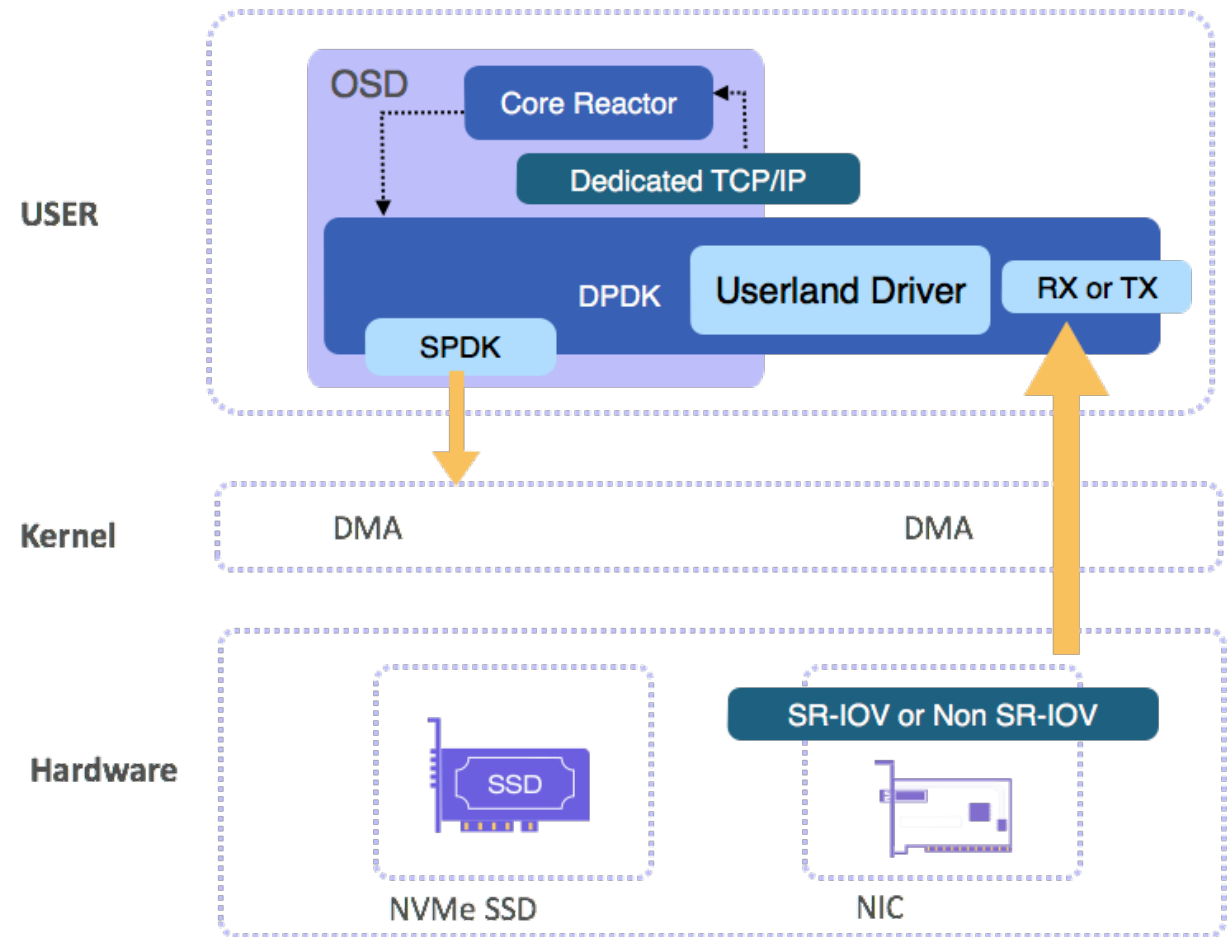 OSD
Core Reactor
Dedicated TCP/IP
USER
DPDK
Userland Driver
RX or TX
SPDK
Kernel
DMA
DMA
SR-IOV or Non SR-IOV
Hardware
SSD
NVMe SSD
NIC